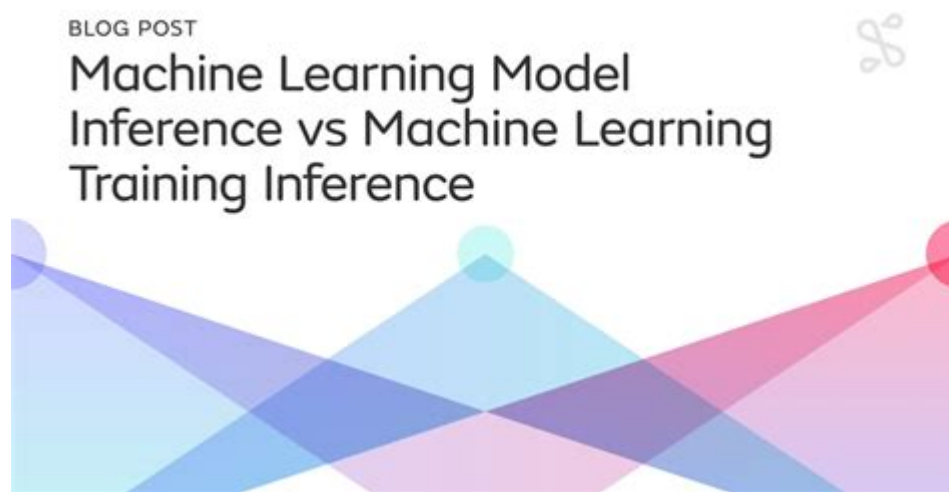 BLOG POST
Machine Learning Model
Inference vs Machine Learning
Training Inference